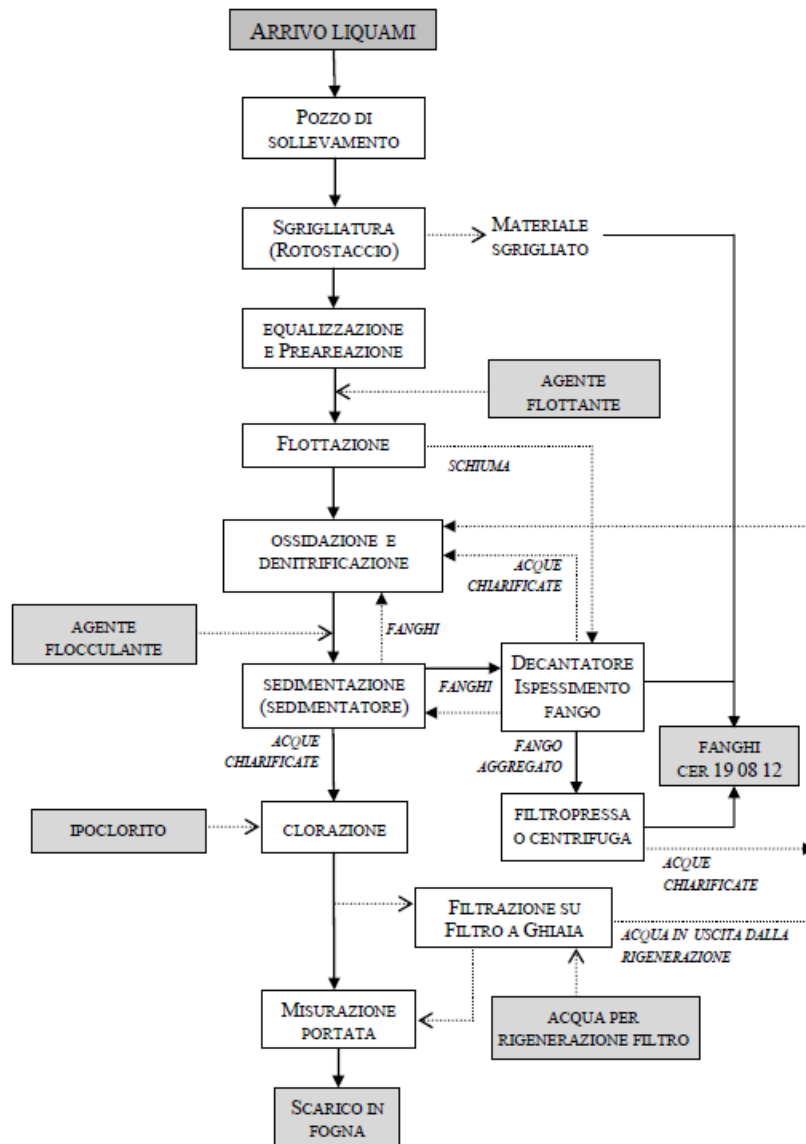 ARRIVO LIQUAMI
POZZO DI
SOLLEVAMENTO
SGRIGLIATURA
(ROTOSTACCIO)
MATERIALE
SGRIGLIATO
EQUALIZZAZIONE
E PREAREAZIONE
AGENTE
FLOTTANTE
FLOTTAZIONE
SCHIUMA
OSSIDAZIONE E
DENITRIFICAZIONE
ACQUE
CHIARIFICATE
AGENTE
FLOCCULANTE
FANGHI
SEDIMENTAZIONE
(SEDIMENTATORE)
FANGHI
DECANTATORE
ISPESSIMENTO
FANGO
ACQUE
CHIARIFICATE
FANGO
AGGREGATO
FANGHI
CER 19 08 12
IPOCLORITO
CLORAZIONE
FILTROPRESSA
O CENTRIFUGA
ACQUE
CHIARIFICATE
FILTRAZIONE SU
FILTRO A GHIAIA
ACQUA IN USCITA DALLA
RIGENERAZIONE
MISURAZIONE
PORTATA
ACQUA PER
RIGENERAZIONE FILTRO
SCARICO IN
FOGNA